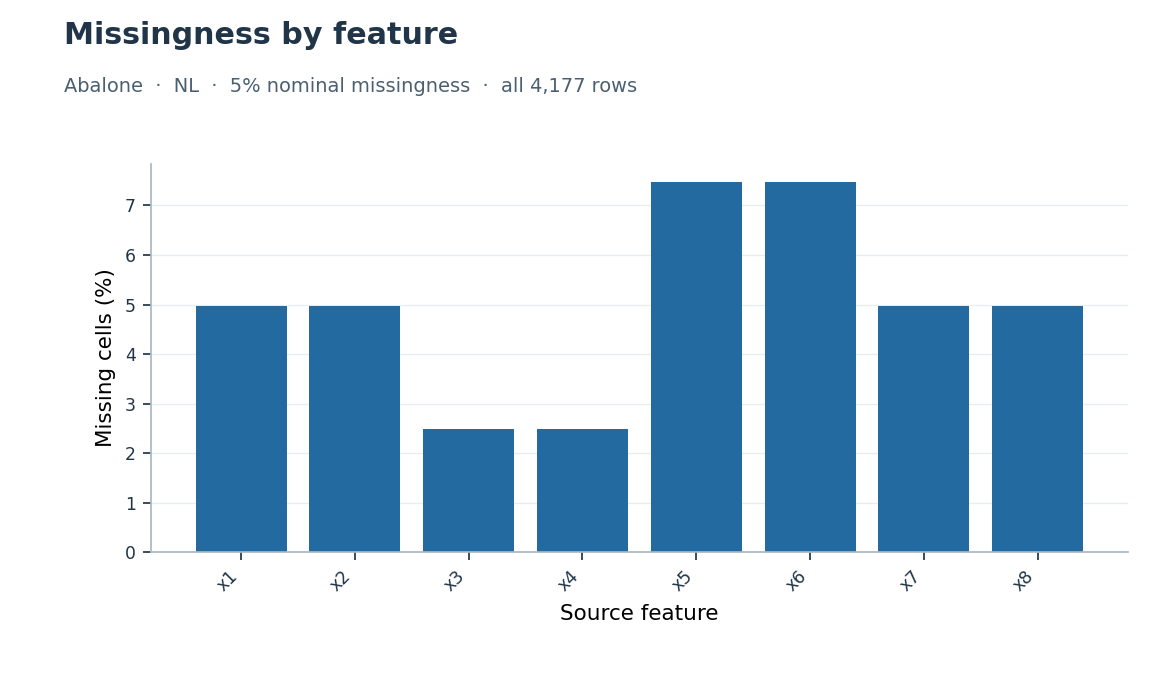 Missingness by feature
Abalone · NL · 5% nominal missingness · all 4,177 rows
Missing cells (%)
7
6
5
4
3
2
1
0
x1 x2 x3 x4 x5 x6 x7 x8
Source feature